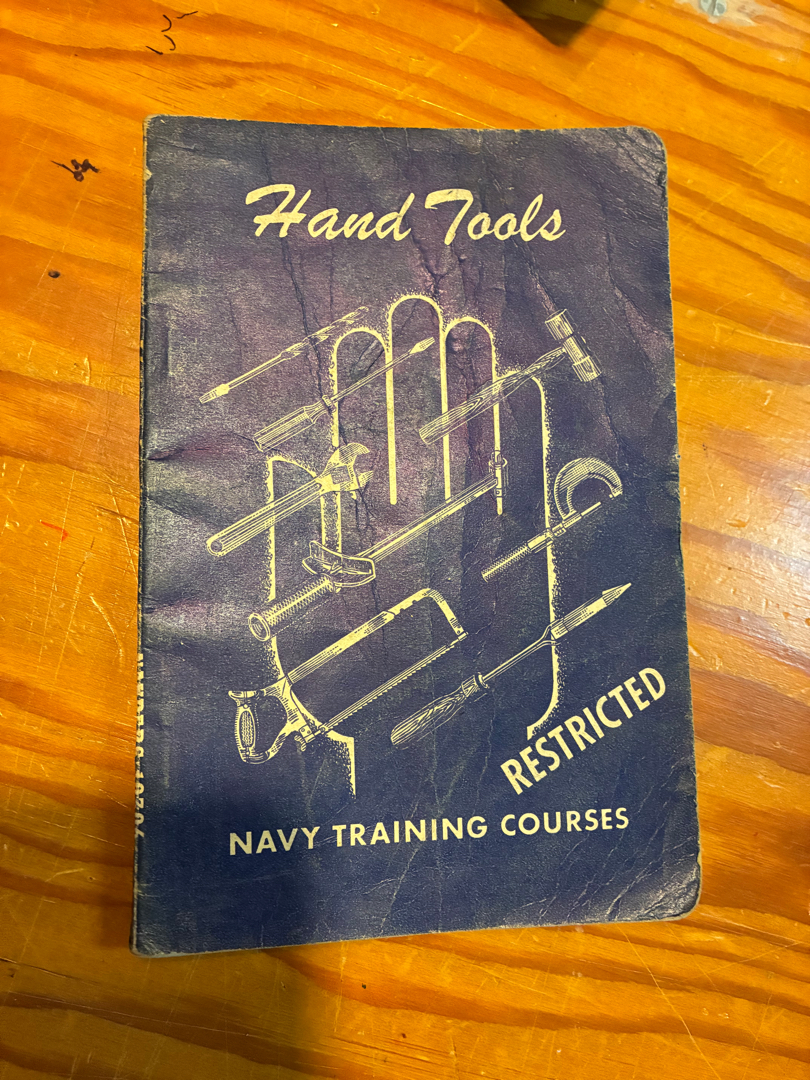 Hand Tools
RESTRICTED
NAVY TRAINING COURSES